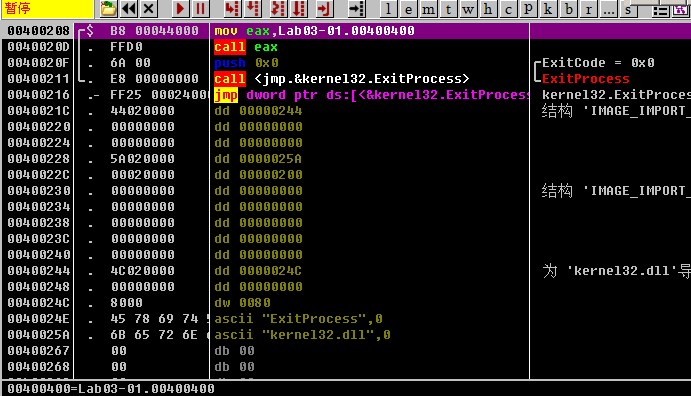 暂停 l e m t w h c p k b z r ... s
00400208 $ B8 00044000 mov eax,Lab03-01.00400400
0040020D . FFD0 call eax
0040020F . 6A 00 push 0x0 ExitCode = 0x0
00400211 . E8 00000000 call <jmp.&kernel32.ExitProcess> ExitProcess
00400216 .- FF25 00024000 jmp dword ptr ds:[<&kernel32.ExitProcess kernel32.ExitProces
0040021C . 44020000 dd 00000244 结构 'IMAGE_IMPORT_
00400220 . 00000000 dd 00000000
00400224 . 00000000 dd 00000000
00400228 . 5A020000 dd 0000025A
0040022C . 00020000 dd 00000200
00400230 . 00000000 dd 00000000 结构 'IMAGE_IMPORT_
00400234 . 00000000 dd 00000000
00400238 . 00000000 dd 00000000
0040023C . 00000000 dd 00000000
00400240 . 00000000 dd 00000000
00400244 . 4C020000 dd 0000024C 为 'kernel32.dll'导
00400248 . 00000000 dd 00000000
0040024C . 8000 dw 0080
0040024E . 45 78 69 74 ascii "ExitProcess",0
0040025A . 6B 65 72 6E ascii "kernel32.dll",0
00400267 00 db 00
00400268 00 db 00
00400400=Lab03-01.00400400